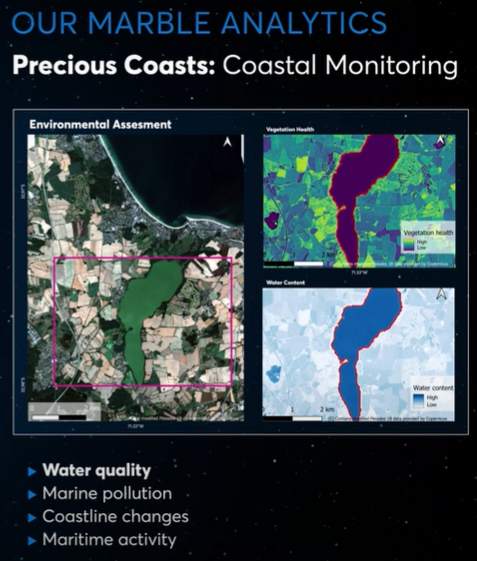 OUR MARBLE ANALYTICS
Precious Coasts: Coastal Monitoring
Environmental Assesment
Vegetation Health
Vegetation health
High
Low
Water Content
Water content
High
Low
1 2 km
Water quality
Marine pollution
Coastline changes
Maritime activity